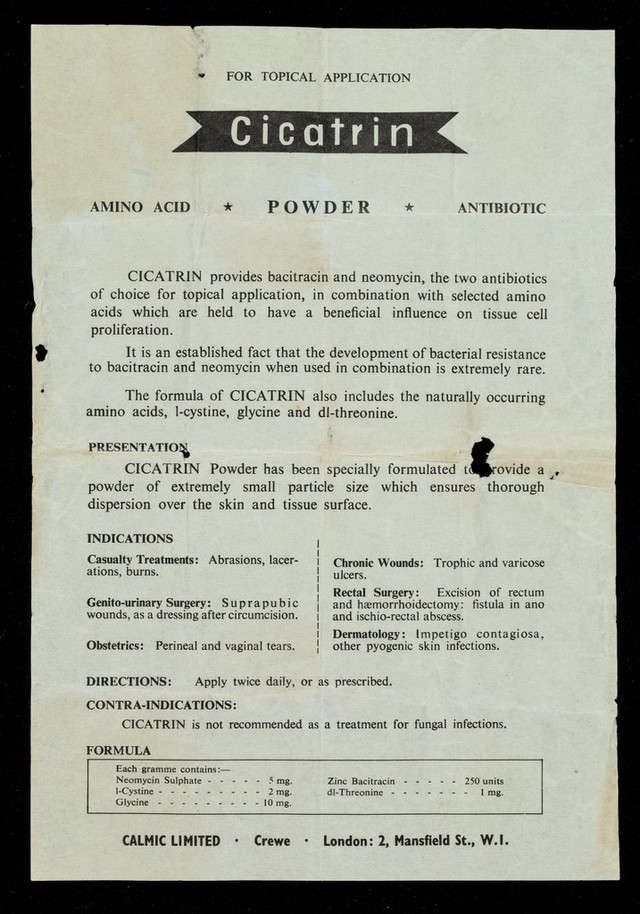 FOR TOPICAL APPLICATION
Cicatrin
AMINO ACID ★ POWDER ★ ANTIBIOTIC
CICATRIN provides bacitracin and neomycin, the two antibiotics
of choice for topical application, in combination with selected amino
acids which are held to have a beneficial influence on tissue cell
proliferation.
It is an established fact that the development of bacterial resistance
to bacitracin and neomycin when used in combination is extremely rare.
The formula of CICATRIN also includes the naturally occurring
amino acids, l-cystine, glycine and dl-threonine.
PRESENTATION
CICATRIN Powder has been specially formulated to provide a
powder of extremely small particle size which ensures thorough
dispersion over the skin and tissue surface.
INDICATIONS
Casualty Treatments: Abrasions, lacer-
ations, burns.
Genito-urinary Surgery: Suprapubic
wounds, as a dressing after circumcision.
Obstetrics: Perineal and vaginal tears.
Chronic Wounds: Trophic and varicose
ulcers.
Rectal Surgery: Excision of rectum
and hæmorrhoidectomy: fistula in ano
and ischio-rectal abscess.
Dermatology: Impetigo contagiosa,
other pyogenic skin infections.
DIRECTIONS: Apply twice daily, or as prescribed.
CONTRA-INDICATIONS:
CICATRIN is not recommended as a treatment for fungal infections.
FORMULA
Each gramme contains:—
Neomycin Sulphate - - - - - 5 mg.
l-Cystine - - - - - - - - - 2 mg.
Glycine - - - - - - - - - 10 mg.
Zinc Bacitracin - - - - - 250 units
dl-Threonine - - - - - - - 1 mg.
CALMIC LIMITED · Crewe · London: 2, Mansfield St., W.1.